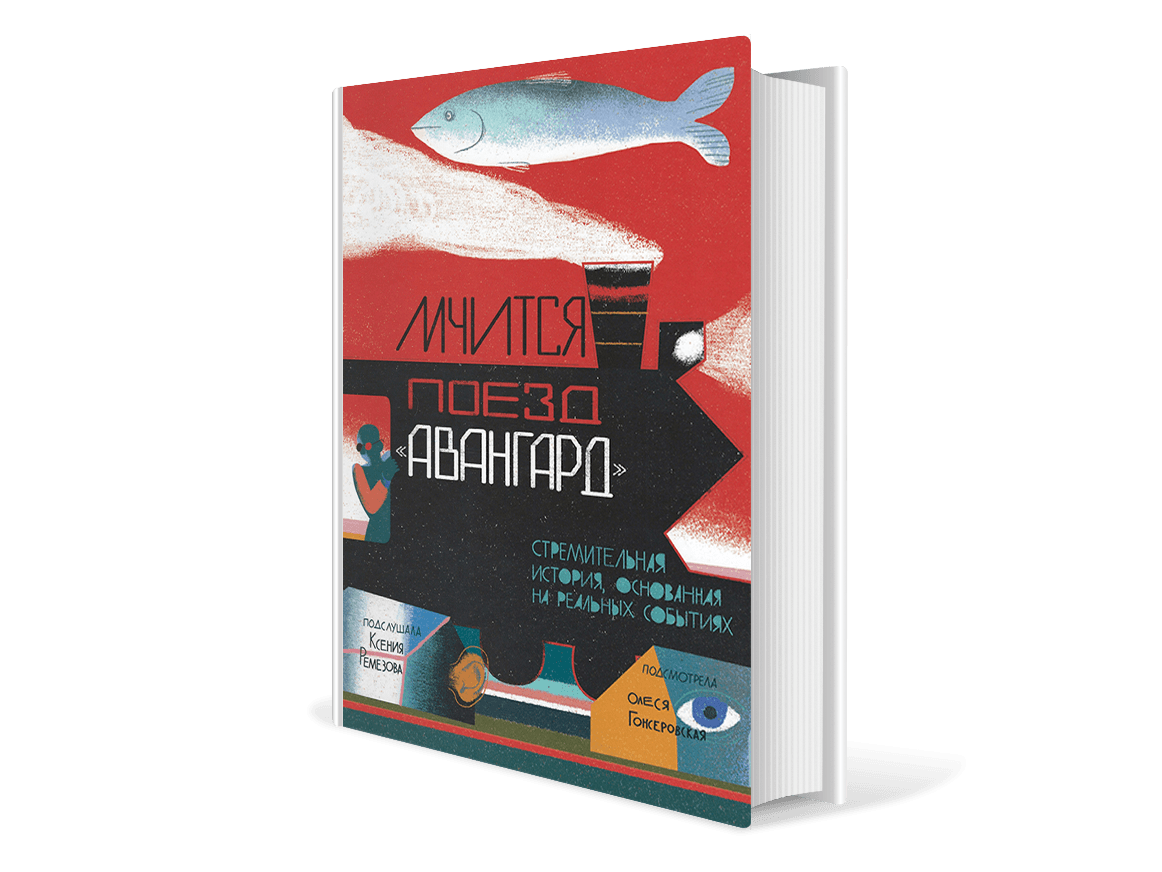 МЧИТСЯ
ПОЕЗД
«АВАНГАРД»
СТРЕМИТЕЛЬНАЯ
ИСТОРИЯ, ОСНОВАННАЯ
НА РЕАЛЬНЫХ СОБЫТИЯХ
ПОДСЛУШАЛА
КСЕНИЯ
РЕМЕЗОВА
ПОДСМОТРЕЛА
ОЛЕСЯ
ГОНСЕРОВСКАЯ